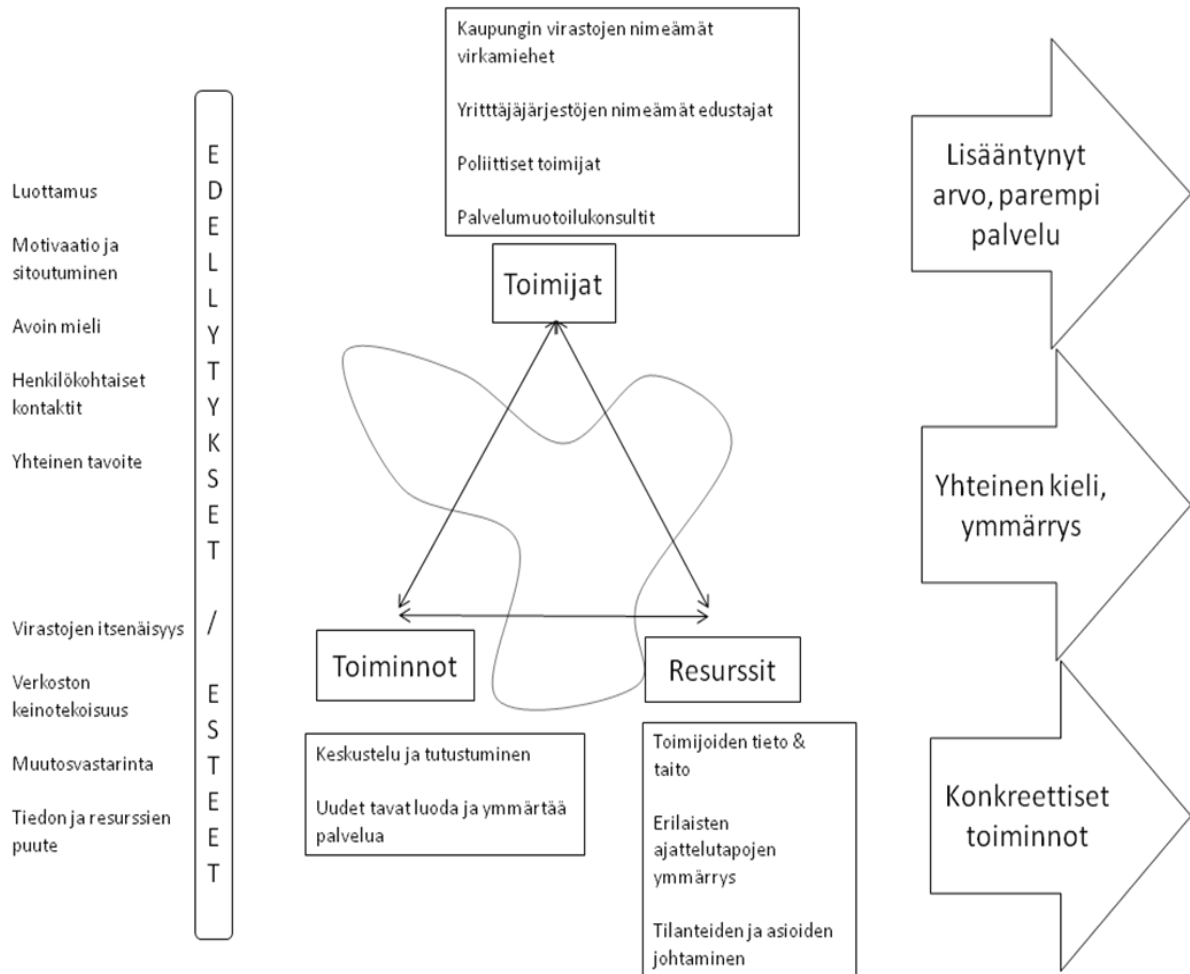 Luottamus
Motivaatio ja
sitoutuminen
Avoin mieli
Henkilökohtaiset
kontaktit
Yhteinen tavoite
Virastojen itsenäisyys
Verkoston
keinotekoisuus
Muutosvastarinta
Tiedon ja resurssien
puute
E
D
E
L
L
Y
T
Y
K
S
E
T
/
E
S
T
E
E
T
Kaupungin virastojen nimeämät
virkamiehet
Yritttäjäjärjestöjen nimeämät edustajat
Poliittiset toimijat
Palvelumuotoilukonsultit
Toimijat
Toiminnot
Keskustelu ja tutustuminen
Uudet tavat luoda ja ymmärtää
palvelua
Resurssit
Toimijoiden tieto &
taito
Erilaisten
ajattelutapojen
ymmärrys
Tilanteiden ja asioiden
johtaminen
Lisääntynyt
arvo, parempi
palvelu
Yhteinen kieli,
ymmärrys
Konkreettiset
toiminnot